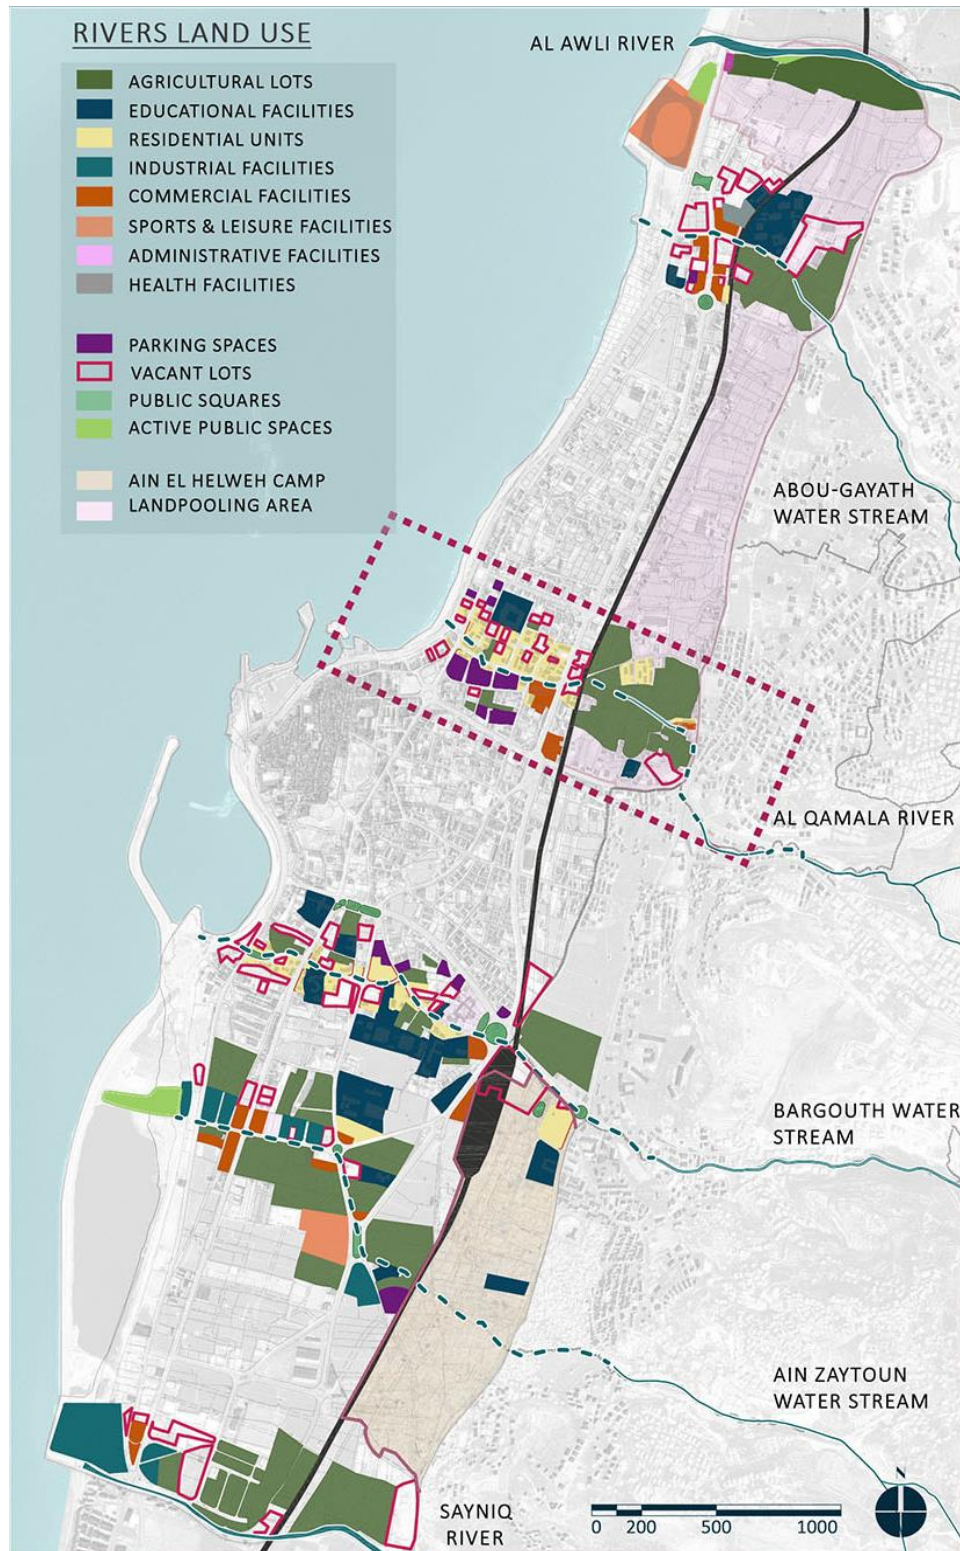 RIVERS LAND USE
AGRICULTURAL LOTS
EDUCATIONAL FACILITIES
RESIDENTIAL UNITS
INDUSTRIAL FACILITIES
COMMERCIAL FACILITIES
SPORTS & LEISURE FACILITIES
ADMINISTRATIVE FACILITIES
HEALTH FACILITIES
PARKING SPACES
VACANT LOTS
PUBLIC SQUARES
ACTIVE PUBLIC SPACES
AIN EL HELWEH CAMP
LANDPOOLING AREA
AL AWLI RIVER
ABOU-GAYATH
WATER STREAM
AL QAMALA RIVER
BARGOUTH WATER
STREAM
AIN ZAYTOUN
WATER STREAM
SAYNIQ
RIVER
N
0 200 500 1000